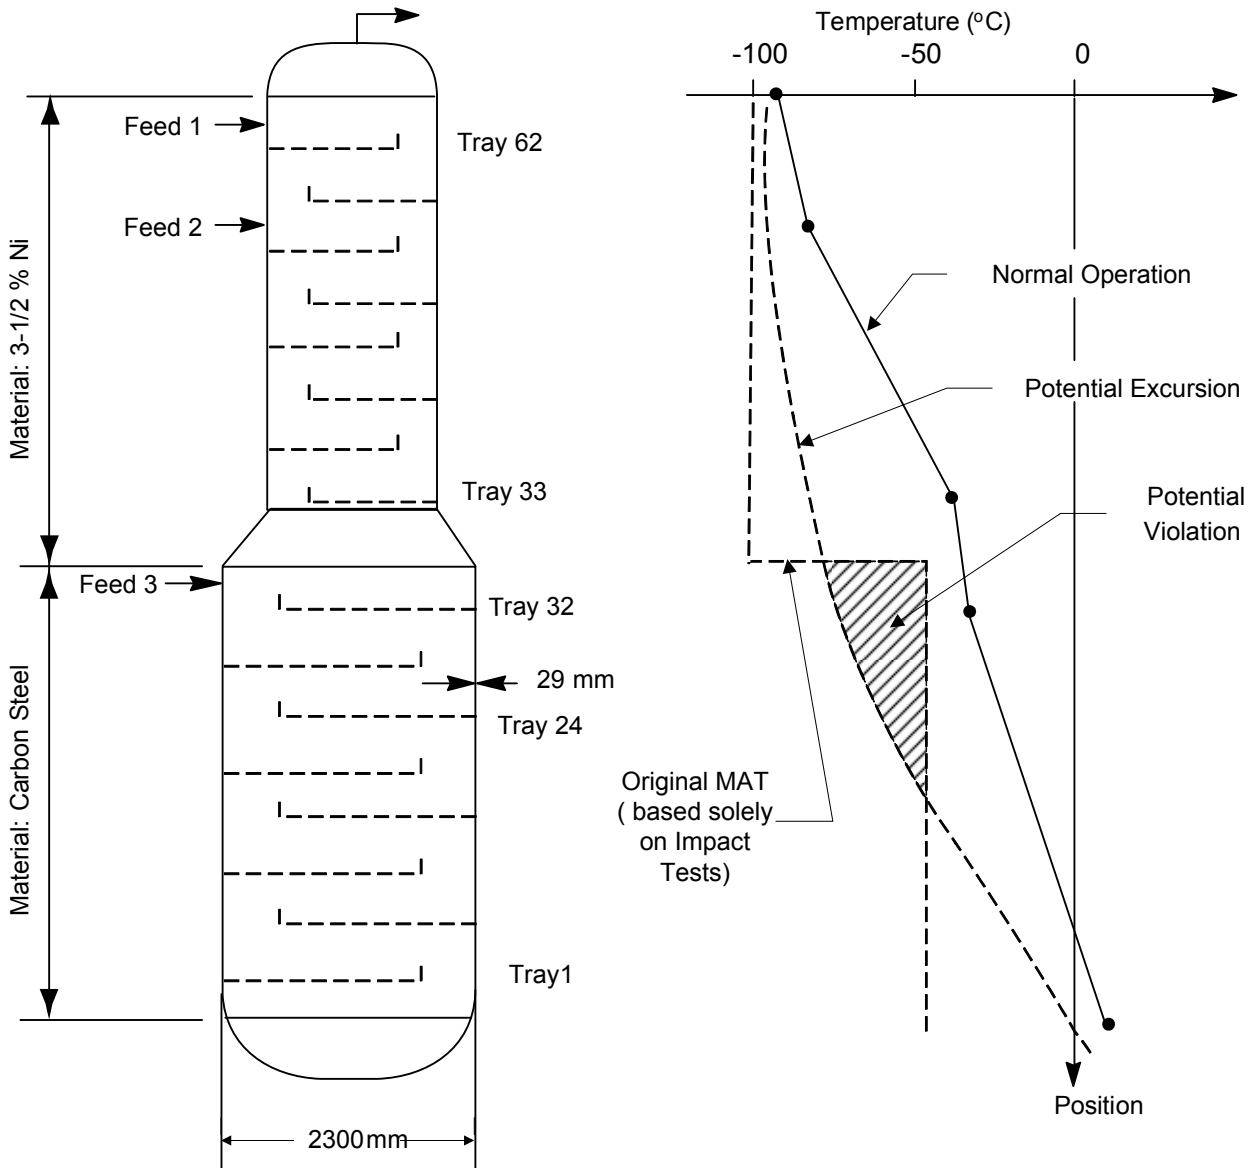 Temperature (°C)
-100
-50
0
Feed 1
Tray 62
Feed 2
Material: 3-1/2 % Ni
Normal Operation
Potential Excursion
Tray 33
Potential
Violation
Feed 3
Tray 32
29 mm
Tray 24
Material: Carbon Steel
Original MAT
( based solely
on Impact
Tests)
Tray1
Position
2300mm